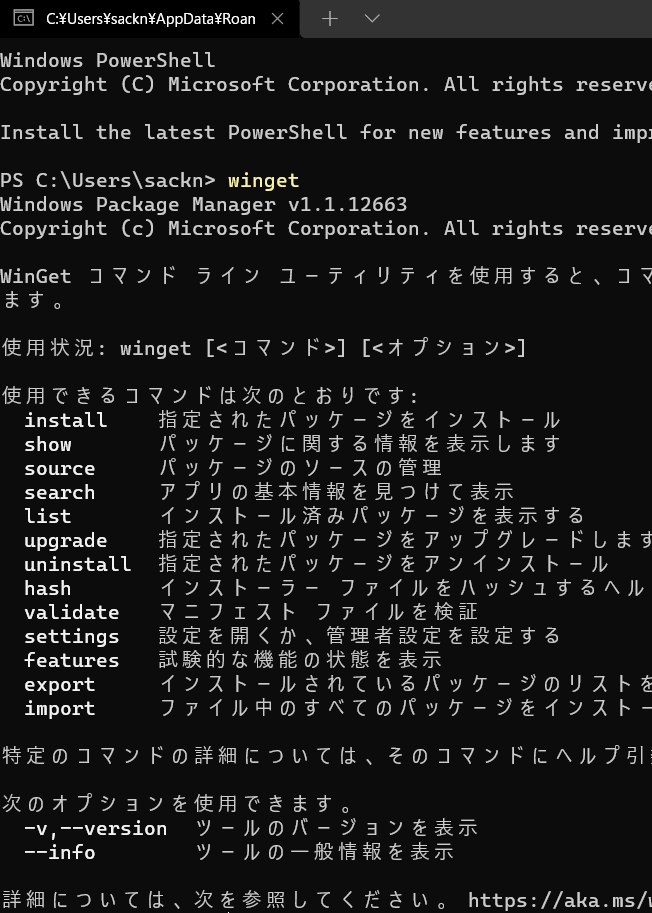 C:¥Users¥sackn¥AppData¥Roan
Windows PowerShell
Copyright (C) Microsoft Corporation. All rights
Install the latest PowerShell for new features and
PS C:\Users\sackn> winget
Windows Package Manager v1.1.12663
Copyright (c) Microsoft Corporation. All rights
WinGet コマンド ライン ユーティリティを使用すると、コマ
ます。
使用状況: winget [<コマンド>] [<オプション>]
使用できるコマンドは次のとおりです:
install 指定されたパッケージをインストール
show パッケージに関する情報を表示します
source パッケージのソースの管理
search アプリの基本情報を見つけて表示
list インストール済みパッケージを表示する
upgrade 指定されたパッケージをアップグレードします
uninstall 指定されたパッケージをアンインストール
hash インストーラー ファイルをハッシュするヘル
validate マニフェスト ファイルを検証
settings 設定を開くか、管理者設定を設定する
features 試験的な機能の状態を表示
export インストールされているパッケージのリストを
import ファイル中のすべてのパッケージをインストー
特定のコマンドの詳細については、そのコマンドにヘルプ引
次のオプションを使用できます。
-v,--version ツールのバージョンを表示
--info ツールの一般情報を表示
詳細については、次を参照してください。 https://aka.ms/